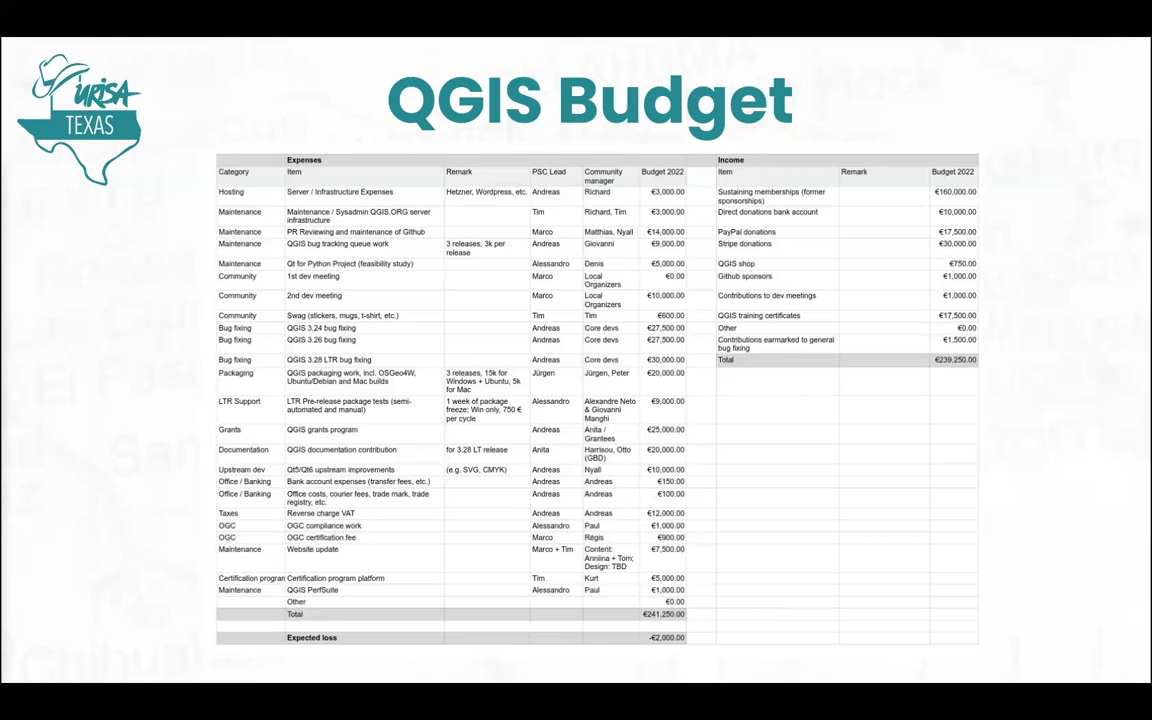 URISA
TEXAS
QGIS Budget
Expenses Income
Category Item Remark PSC Lead Community manager Budget 2022 Item Remark Budget 2022
Hosting Server / Infrastructure Expenses Hetzner, Wordpress, etc. Andreas Richard €3,000.00 Sustaining memberships (former sponsorships) €160,000.00
Maintenance Maintenance / Sysadmin QGIS.ORG server infrastructure Tim Richard, Tim €3,000.00 Direct donations bank account €10,000.00
Maintenance PR Reviewing and maintenance of Github Marco Matthias, Nyall €14,000.00 PayPal donations €17,500.00
Maintenance QGIS bug tracking queue work 3 releases, 3k per release Andreas Giovanni €9,000.00 Stripe donations €30,000.00
Maintenance Qt for Python Project (feasibility study) Alessandro Denis €5,000.00 QGIS shop €750.00
Community 1st dev meeting Marco Local Organizers €0.00 Github sponsors €1,000.00
Community 2nd dev meeting Marco Local Organizers €10,000.00 Contributions to dev meetings €1,000.00
Community Swag (stickers, mugs, t-shirt, etc.) Tim Tim €600.00 QGIS training certificates €17,500.00
Bug fixing QGIS 3.24 bug fixing Andreas Core devs €27,500.00 Other €0.00
Bug fixing QGIS 3.26 bug fixing Andreas Core devs €27,500.00 Contributions earmarked to general bug fixing €1,500.00
Bug fixing QGIS 3.28 LTR bug fixing Andreas Core devs €30,000.00 Total €239,250.00
Packaging QGIS packaging work, incl. OSGeo4W, Ubuntu/Debian and Mac builds 3 releases, 15k for Windows + Ubuntu, 5k for Mac Jürgen Jürgen, Peter €20,000.00
LTR Support LTR Pre-release package tests (semi-automated and manual) 1 week of package freeze; Win only, 750 € per cycle Alessandro Alexandre Neto & Giovanni Manghi €9,000.00
Grants QGIS grants program Andreas Anita / Grantees €25,000.00
Documentation QGIS documentation contribution for 3.28 LT release Anita Harrisou, Otto (GBD) €20,000.00
Upstream dev Qt5/Qt6 upstream improvements (e.g. SVG, CMYK) Andreas Nyall €10,000.00
Office / Banking Bank account expenses (transfer fees, etc.) Andreas Andreas €150.00
Office / Banking Office costs, courier fees, trade mark, trade registry, etc. Andreas Andreas €100.00
Taxes Reverse charge VAT Andreas Andreas €12,000.00
OGC OGC compliance work Alessandro Paul €1,000.00
OGC OGC certification fee Marco Régis €900.00
Maintenance Website update Marco + Tim Content: Anniina + Tom; Design: TBD €7,500.00
Certification program Certification program platform Tim Kurt €5,000.00
Maintenance QGIS PerfSuite Alessandro Paul €1,000.00
Other €0.00
Total €241,250.00
Expected loss -€2,000.00